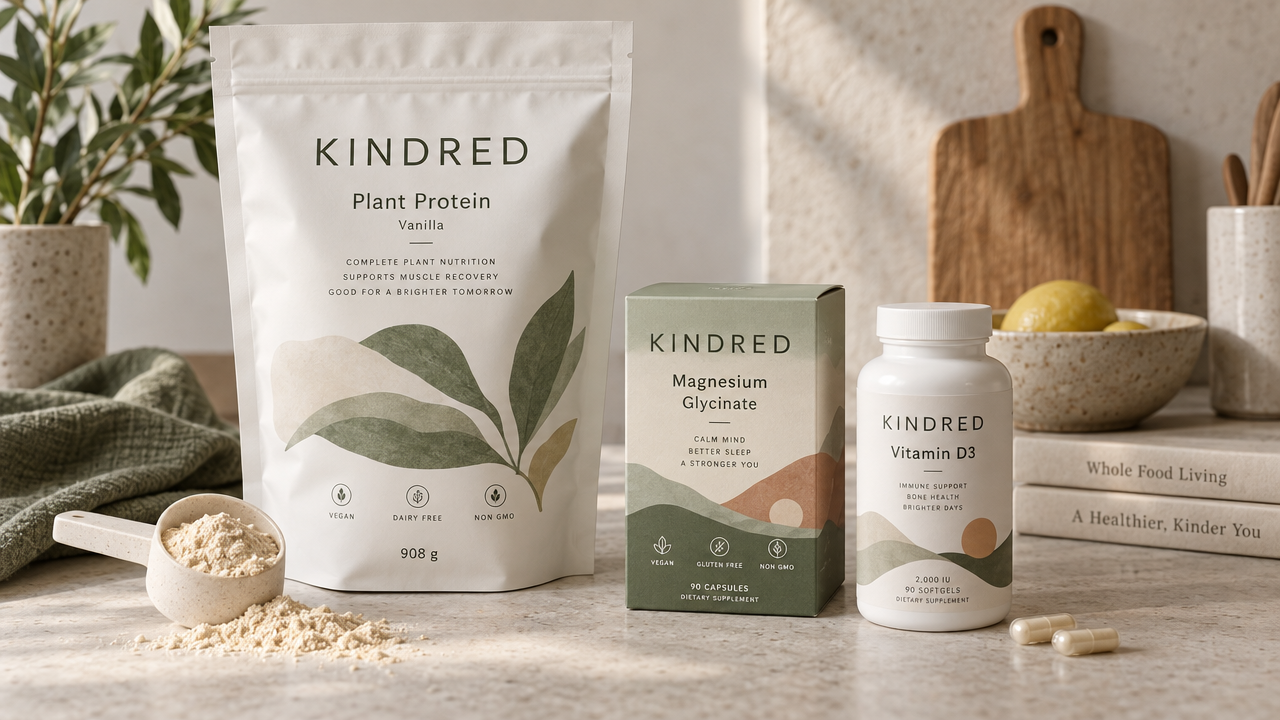 KINDRED
Plant Protein
Vanilla
COMPLETE PLANT NUTRITION
SUPPORTS MUSCLE RECOVERY
GOOD FOR A BRIGHTER TOMORROW
VEGAN
DAIRY FREE
NON GMO
908 g
KINDRED
Magnesium
Glycinate
CALM MIND
BETTER SLEEP
A STRONGER YOU
VEGAN
GLUTEN FREE
NON GMO
90 CAPSULES
DIETARY SUPPLEMENT
KINDRED
Vitamin D3
IMMUNE SUPPORT
BONE HEALTH
BRIGHTER DAYS
2,000 IU
90 SOFTGELS
DIETARY SUPPLEMENT
Whole Food Living
A Healthier, Kinder You